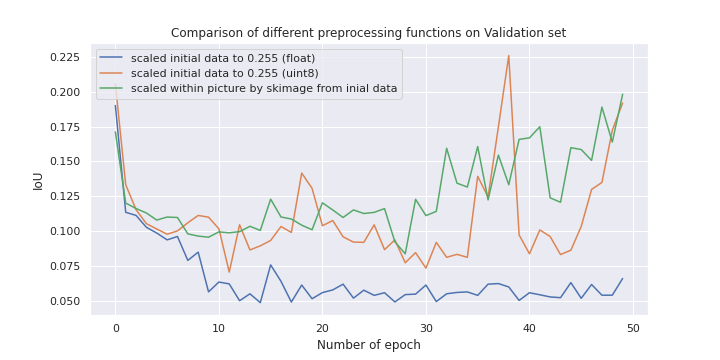 Comparison of different preprocessing functions on Validation set
scaled initial data to 0.255 (float)
scaled initial data to 0.255 (uint8)
scaled within picture by skimage from inial data
0.225
0.200
0.175
0.150
0.125
0.100
0.075
0.050
IoU
0 10 20 30 40 50
Number of epoch